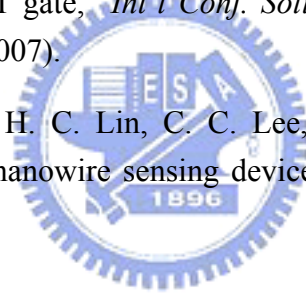 gate, " Int'l Conf. Soli
007).
E S
H. C. Lin, C. C. Lee,
nanowire sensing device
1896